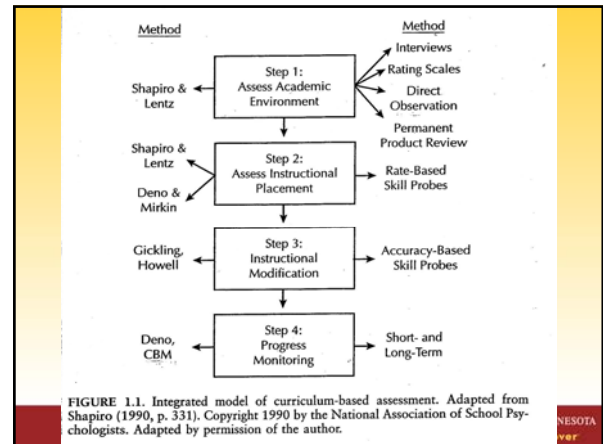 Method
Method
Interviews
Rating Scales
Direct
Observation
Permanent
Product Review
Shapiro &
Lentz
Step 1:
Assess Academic
Environment
Shapiro &
Lentz
Deno &
Mirkin
Step 2:
Assess Instructional
Placement
Rate-Based
Skill Probes
Gickling,
Howell
Step 3:
Instructional
Modification
Accuracy-Based
Skill Probes
Deno,
CBM
Step 4:
Progress
Monitoring
Short- and
Long-Term
FIGURE 1.1. Integrated model of curriculum-based assessment. Adapted from
Shapiro (1990, p. 331). Copyright 1990 by the National Association of School Psy-
chologists. Adapted by permission of the author.
NESOTA
over